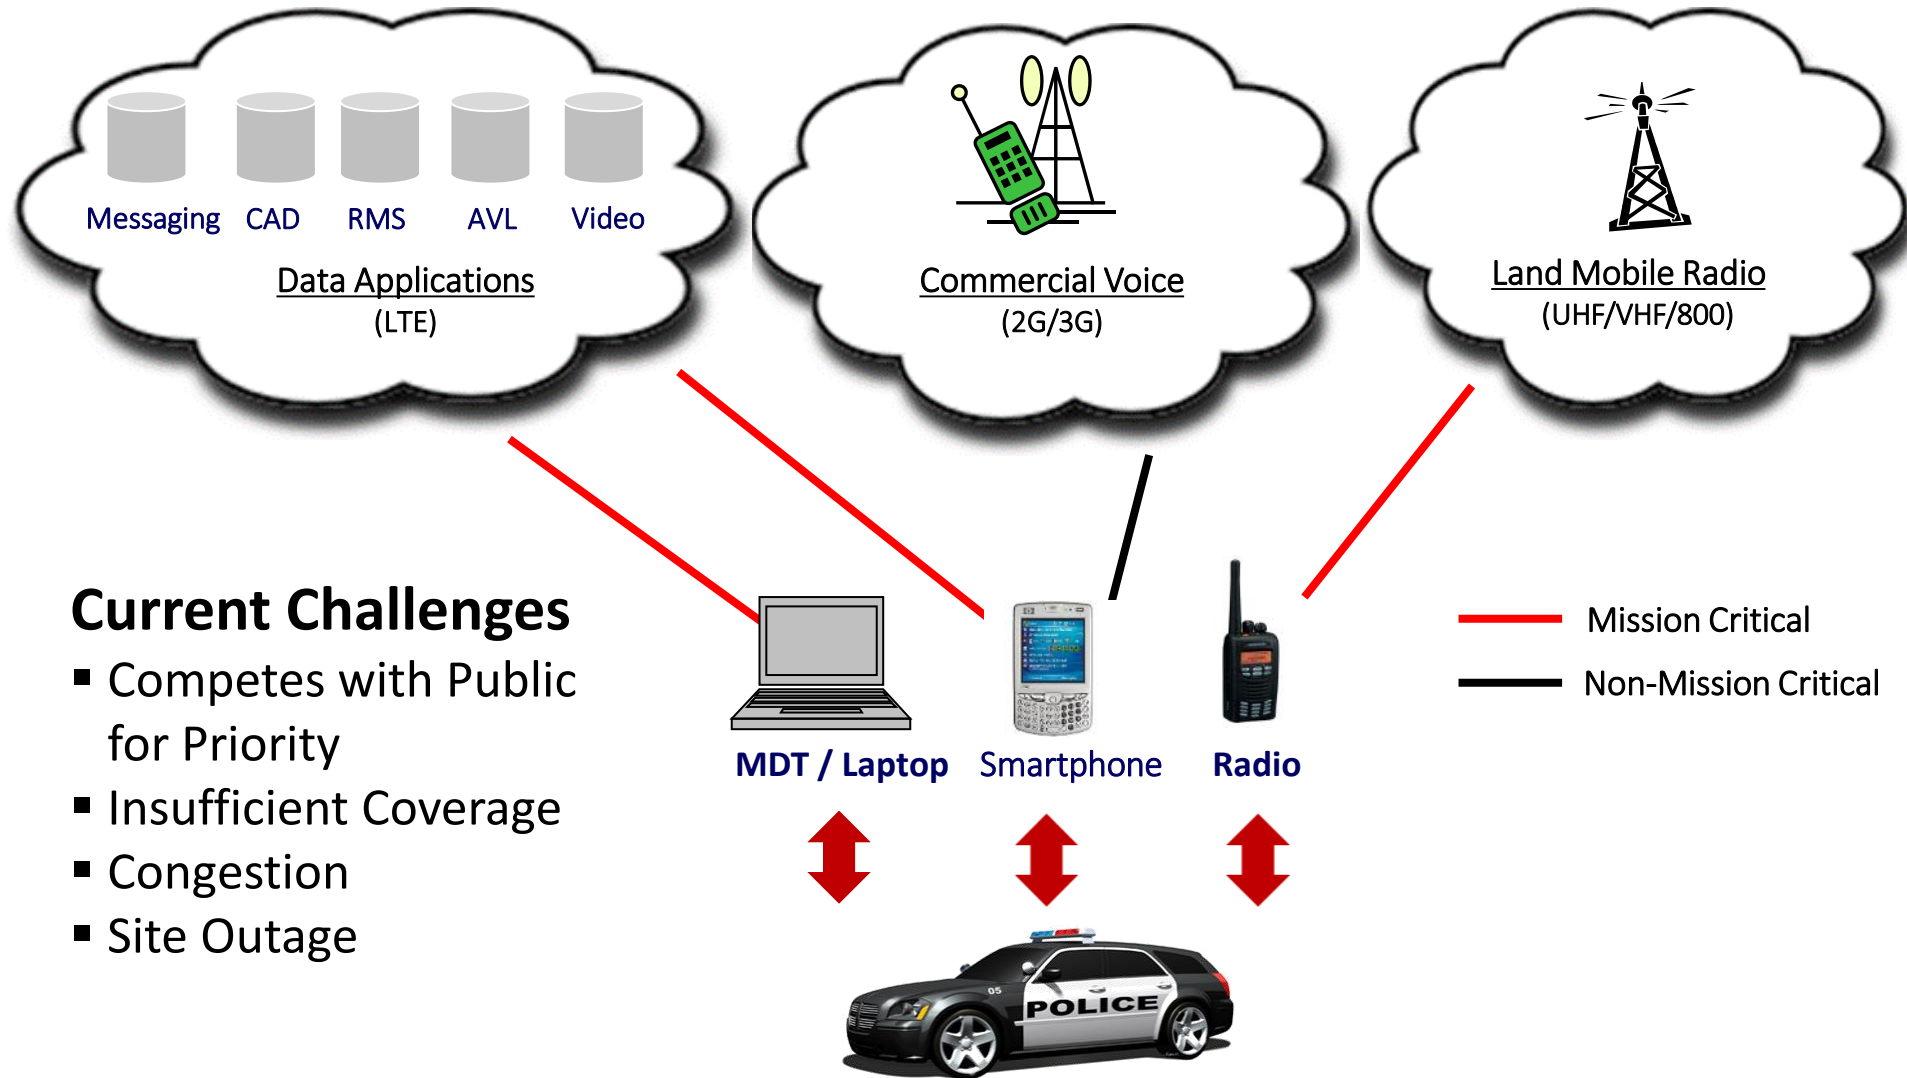 Messaging CAD RMS AVL Video
Data Applications
(LTE)
Commercial Voice
(2G/3G)
Land Mobile Radio
(UHF/VHF/800)
Current Challenges
▪ Competes with Public
for Priority
▪ Insufficient Coverage
▪ Congestion
▪ Site Outage
MDT / Laptop
Smartphone
Radio
Mission Critical
Non-Mission Critical
05
POLICE